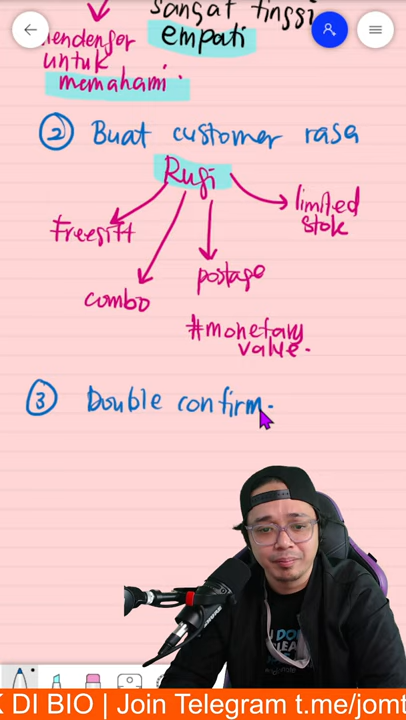 sangat tinggi
empati
mendengar
untuk
memahami.
2 Buat customer rasa
Rugi
limited
stok
Freegift
postage
combo
#monetary
value.
3 Double confirm.
K DI BIO | Join Telegram t.me/jomt